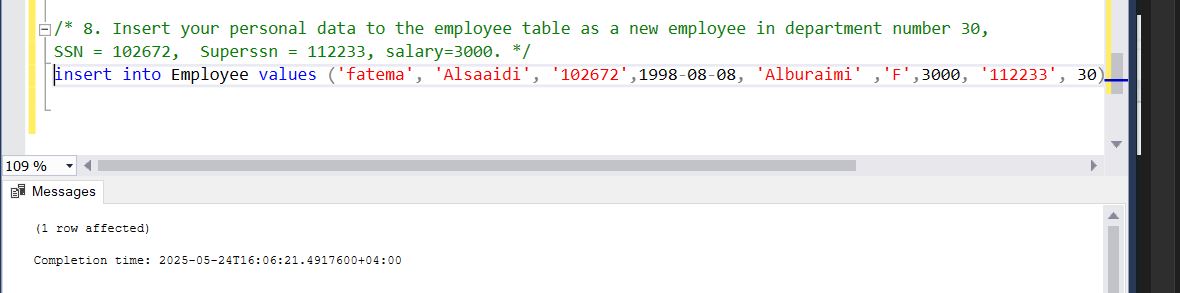 /* 8. Insert your personal data to the employee table as a new employee in department number 30,
SSN = 102672,  Superssn = 112233, salary=3000. */
insert into Employee values ('fatema', 'Alsaaidi', '102672',1998-08-08, 'Alburaimi' ,'F',3000, '112233', 30)
109 %
Messages
(1 row affected)
Completion time: 2025-05-24T16:06:21.4917600+04:00